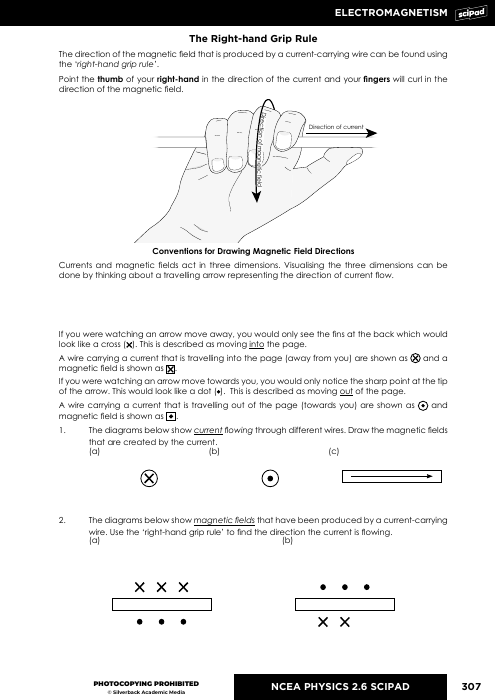 ELECTROMAGNETISM scipad
The Right-hand Grip Rule
The direction of the magnetic field that is produced by a current-carrying wire can be found using
the ‘right-hand grip rule’.
Point the thumb of your right-hand in the direction of the current and your fingers will curl in the
direction of the magnetic field.
Direction of current
Direction of magnetic field
Conventions for Drawing Magnetic Field Directions
Currents and magnetic fields act in three dimensions. Visualising the three dimensions can be
done by thinking about a travelling arrow representing the direction of current flow.
If you were watching an arrow move away, you would only see the fins at the back which would
look like a cross (×). This is described as moving into the page.
A wire carrying a current that is travelling into the page (away from you) are shown as ⊗ and a
magnetic field is shown as ⊠.
If you were watching an arrow move towards you, you would only notice the sharp point at the tip
of the arrow. This would look like a dot (•). This is described as moving out of the page.
A wire carrying a current that is travelling out of the page (towards you) are shown as ⊙ and
magnetic field is shown as ⊡.
1. The diagrams below show current flowing through different wires. Draw the magnetic fields
that are created by the current.
(a) (b) (c)
2. The diagrams below show magnetic fields that have been produced by a current-carrying
wire. Use the ‘right-hand grip rule’ to find the direction the current is flowing.
(a) (b)
PHOTOCOPYING PROHIBITED
© Silverback Academic Media
NCEA PHYSICS 2.6 SCIPAD 307